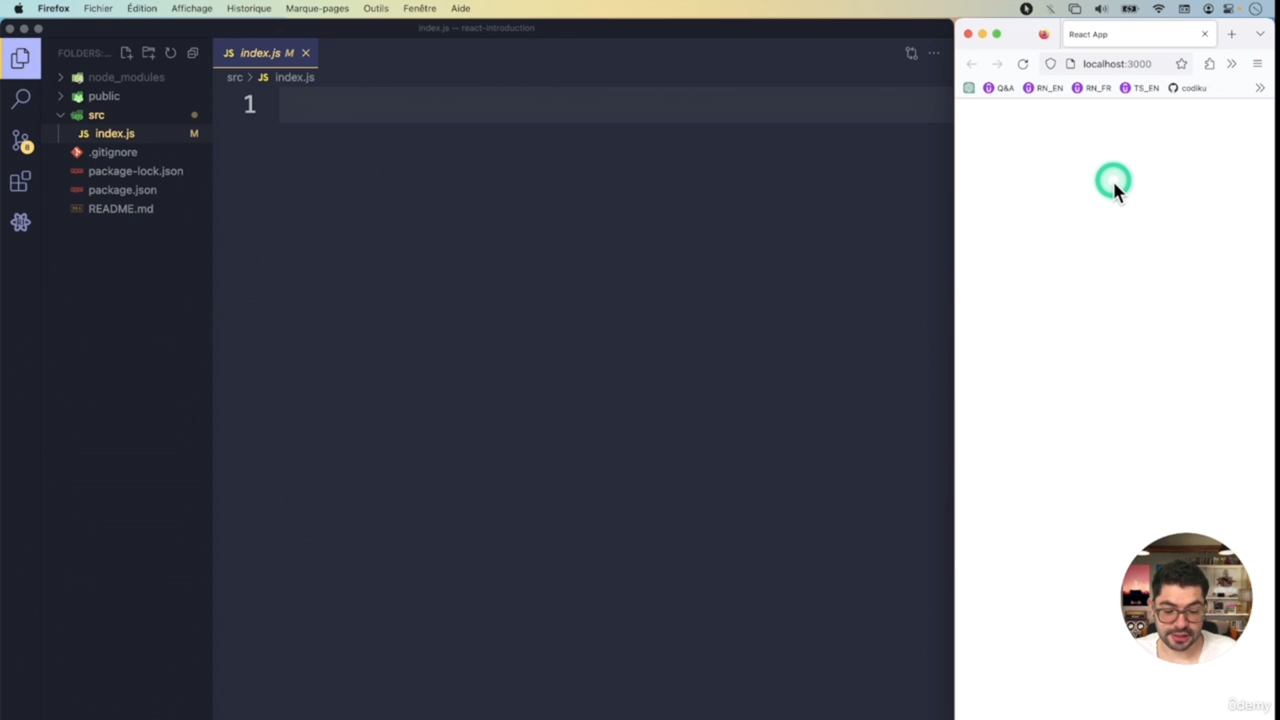 Firefox Fichier Édition Affichage Historique Marque-pages Outils Fenêtre Aide
index.js — react-introduction
FOLDERS:...
JS index.js M
src > JS index.js
node_modules
public
src
JS index.js M
.gitignore
package-lock.json
package.json
README.md
1
React App
localhost:3000
Q&A RN_EN RN_FR TS_EN codiku
ûdemy